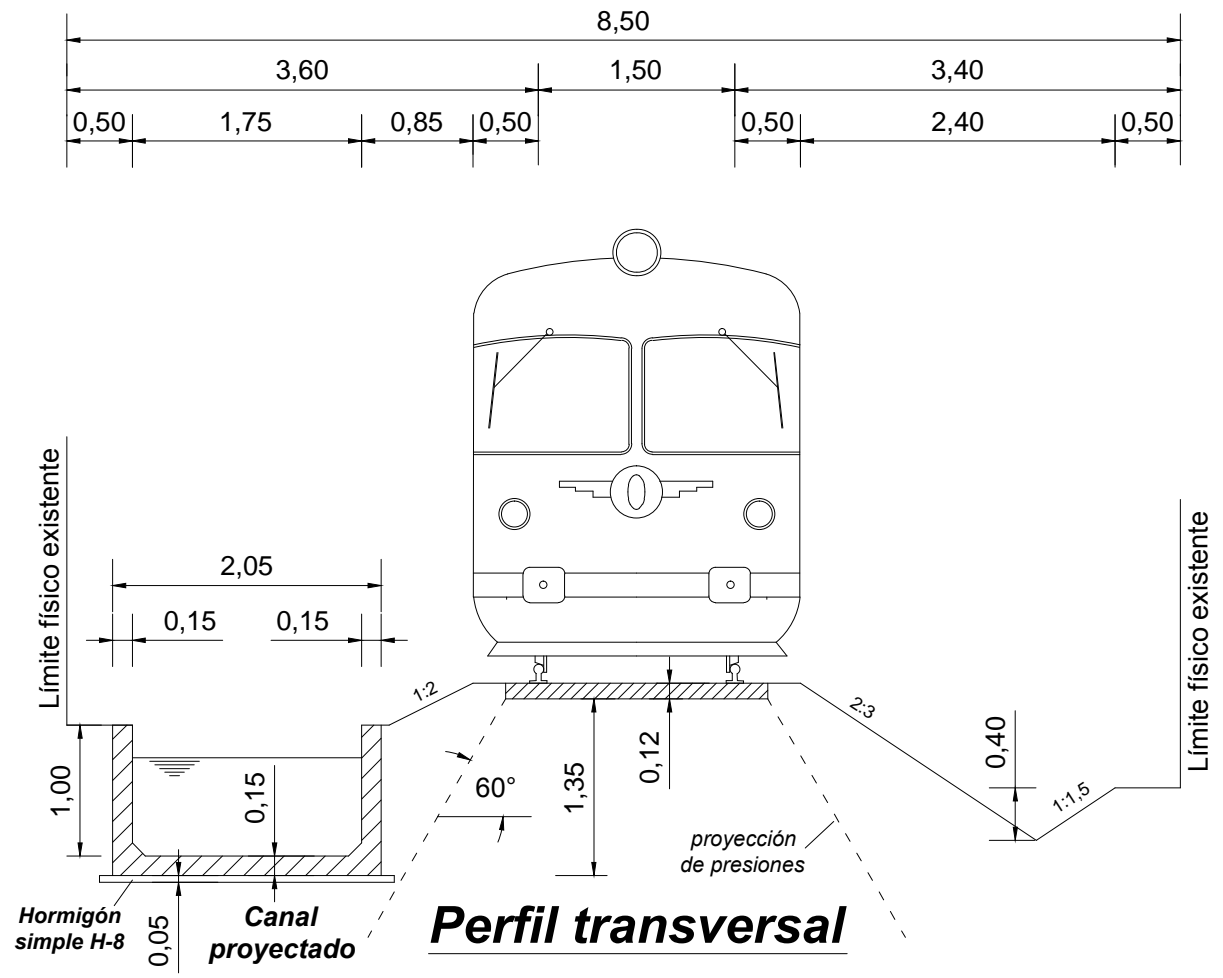 8,50
3,60
1,50
3,40
0,50
1,75
0,85
0,50
0,50
2,40
0,50
Límite físico existente
Límite físico existente
2,05
0,15
0,15
1:2
2:3
1,00
0,15
60°
1,35
0,12
0,40
1:1,5
proyección
de presiones
Hormigón
simple H-8
0,05
Canal
proyectado
Perfil transversal